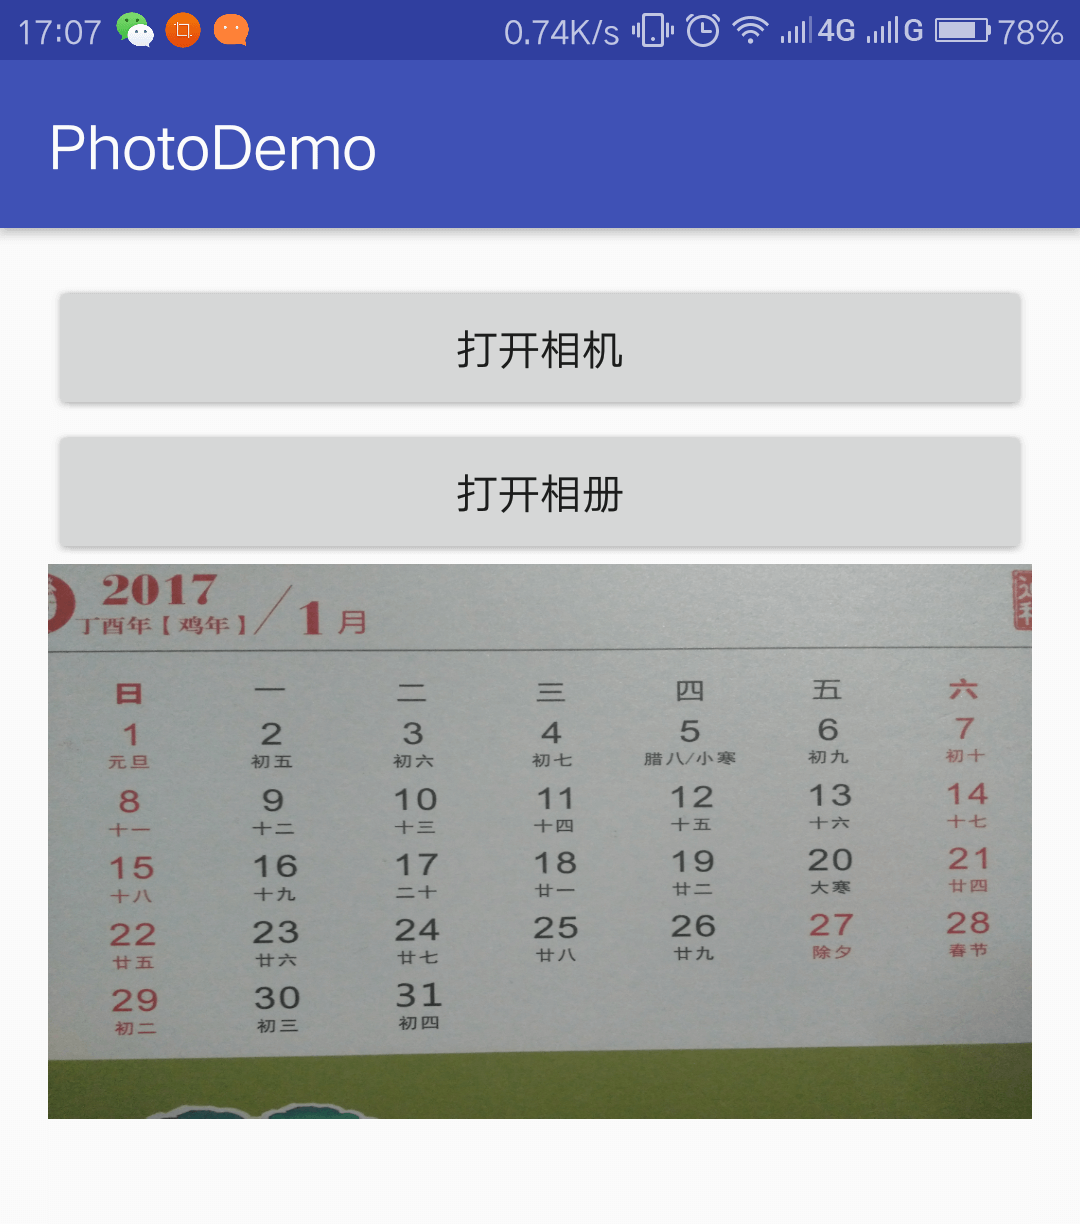 17:07 0.74K/s 4G G 78%
PhotoDemo
打开相机
打开相册
2017
丁酉年【鸡年】/1月
日 一 二 三 四 五 六
1 2 3 4 5 6 7
元旦 初五 初六 初七 腊八/小寒 初九 初十
8 9 10 11 12 13 14
十一 十二 十三 十四 十五 十六 十七
15 16 17 18 19 20 21
十八 十九 二十 廿一 廿二 大寒 廿四
22 23 24 25 26 27 28
廿五 廿六 廿七 廿八 廿九 除夕 春节
29 30 31
初二 初三 初四